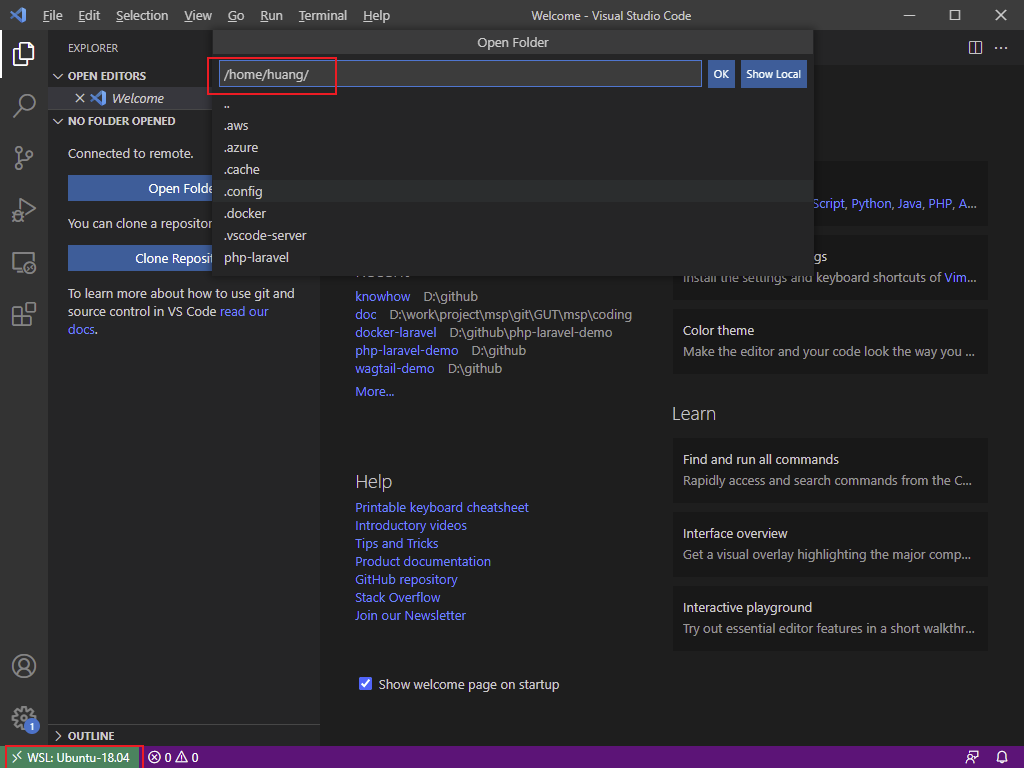 File Edit Selection View Go Run Terminal Help Welcome - Visual Studio Code
Open Folder
EXPLORER
/home/huang/ OK Show Local
OPEN EDITORS
Welcome
NO FOLDER OPENED
Connected to remote.
Open Folde
You can clone a repositor
Clone Reposit
To learn more about how to use git and
source control in VS Code read our
docs.
..
.aws
.azure
.cache
.config
.docker
.vscode-server
php-laravel
knowhow D:\github
doc D:\work\project\msp\git\GUT\msp\coding
docker-laravel D:\github\php-laravel-demo
php-laravel-demo D:\github
wagtail-demo D:\github
More...
Help
Printable keyboard cheatsheet
Introductory videos
Tips and Tricks
Product documentation
GitHub repository
Stack Overflow
Join our Newsletter
Show welcome page on startup
Script, Python, Java, PHP, A...
gs
Install the settings and keyboard shortcuts of Vim...
Color theme
Make the editor and your code look the way you ...
Learn
Find and run all commands
Rapidly access and search commands from the C...
Interface overview
Get a visual overlay highlighting the major comp...
Interactive playground
Try out essential editor features in a short walkthr...
1
OUTLINE
WSL: Ubuntu-18.04 0 0